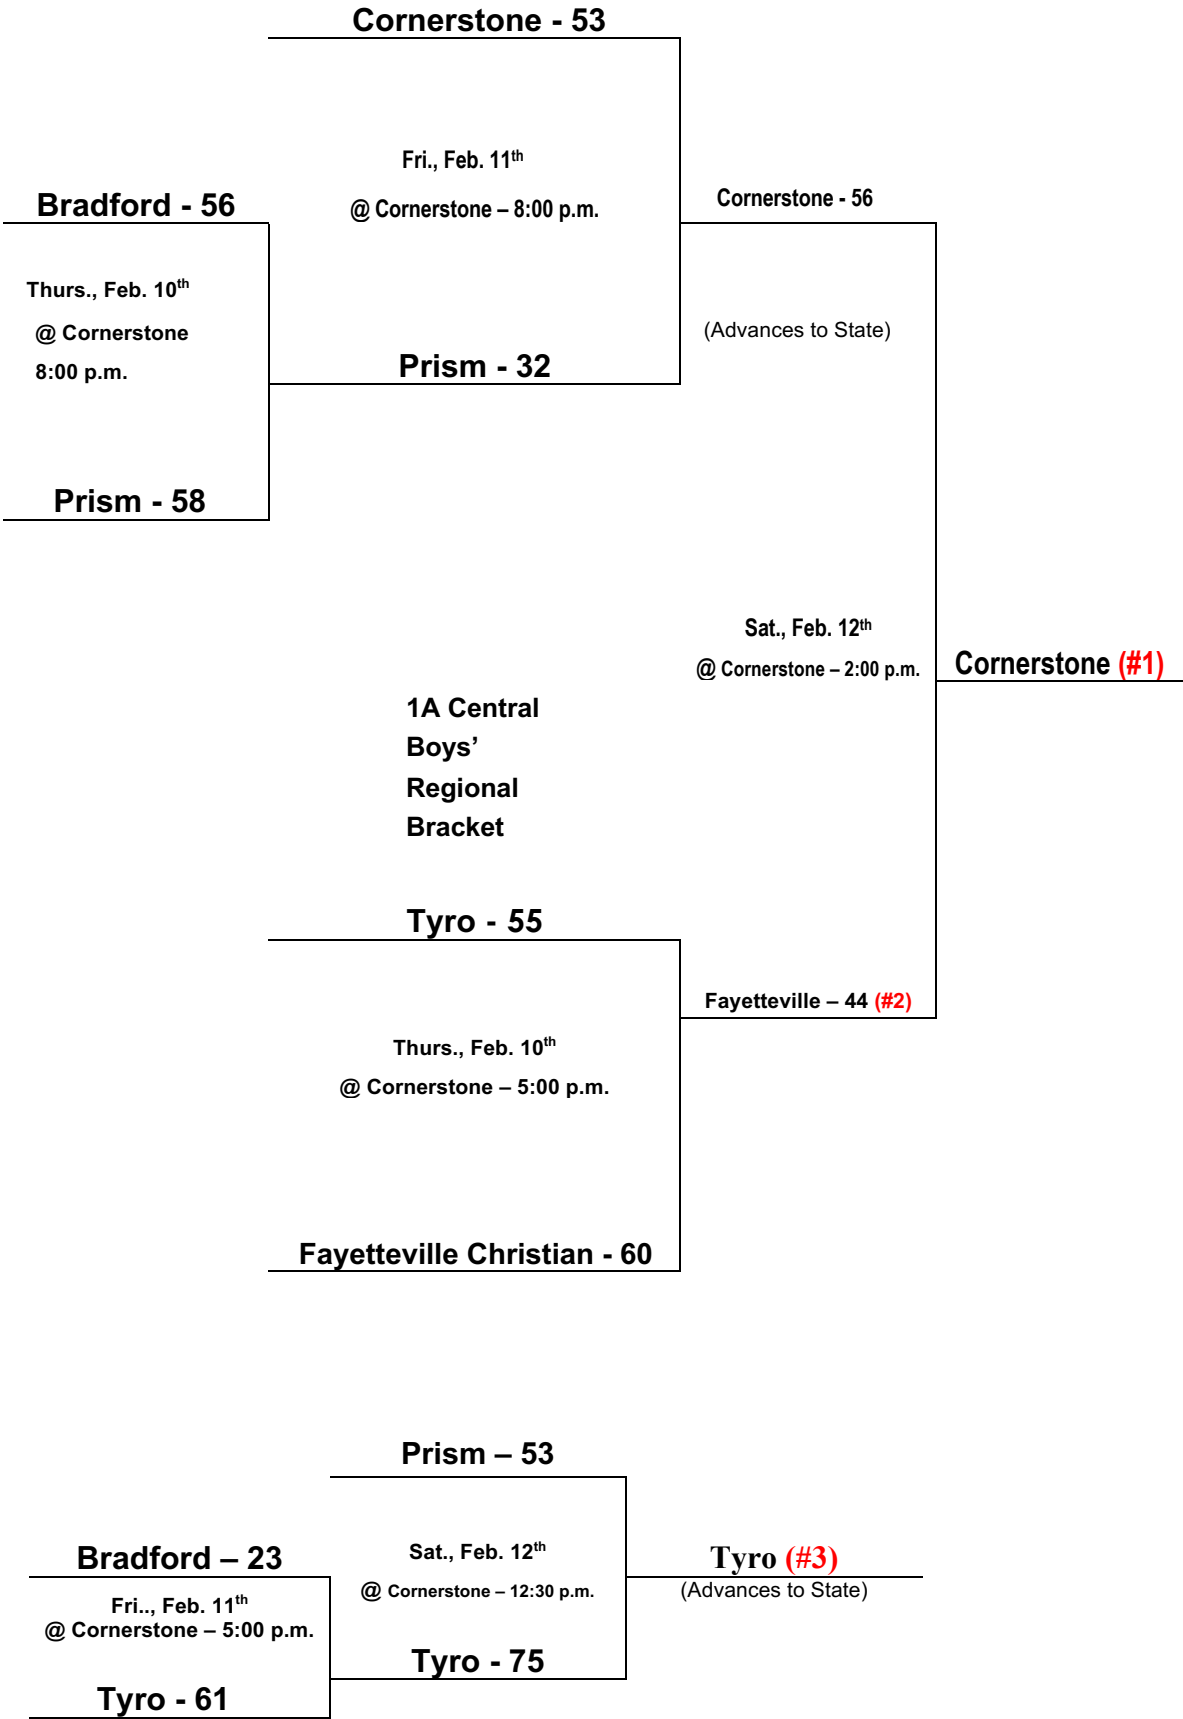 Cornerstone - 53
Fri., Feb. 11th
@ Cornerstone – 8:00 p.m.
Bradford - 56
Cornerstone - 56
Thurs., Feb. 10th
@ Cornerstone
8:00 p.m.
(Advances to State)
Prism - 32
Prism - 58
Sat., Feb. 12th
@ Cornerstone – 2:00 p.m.
Cornerstone (#1)
1A Central
Boys’
Regional
Bracket
Tyro - 55
Fayetteville – 44 (#2)
Thurs., Feb. 10th
@ Cornerstone – 5:00 p.m.
Fayetteville Christian - 60
Prism – 53
Bradford – 23
Sat., Feb. 12th
@ Cornerstone – 12:30 p.m.
Tyro (#3)
(Advances to State)
Fri.., Feb. 11th
@ Cornerstone – 5:00 p.m.
Tyro - 75
Tyro - 61